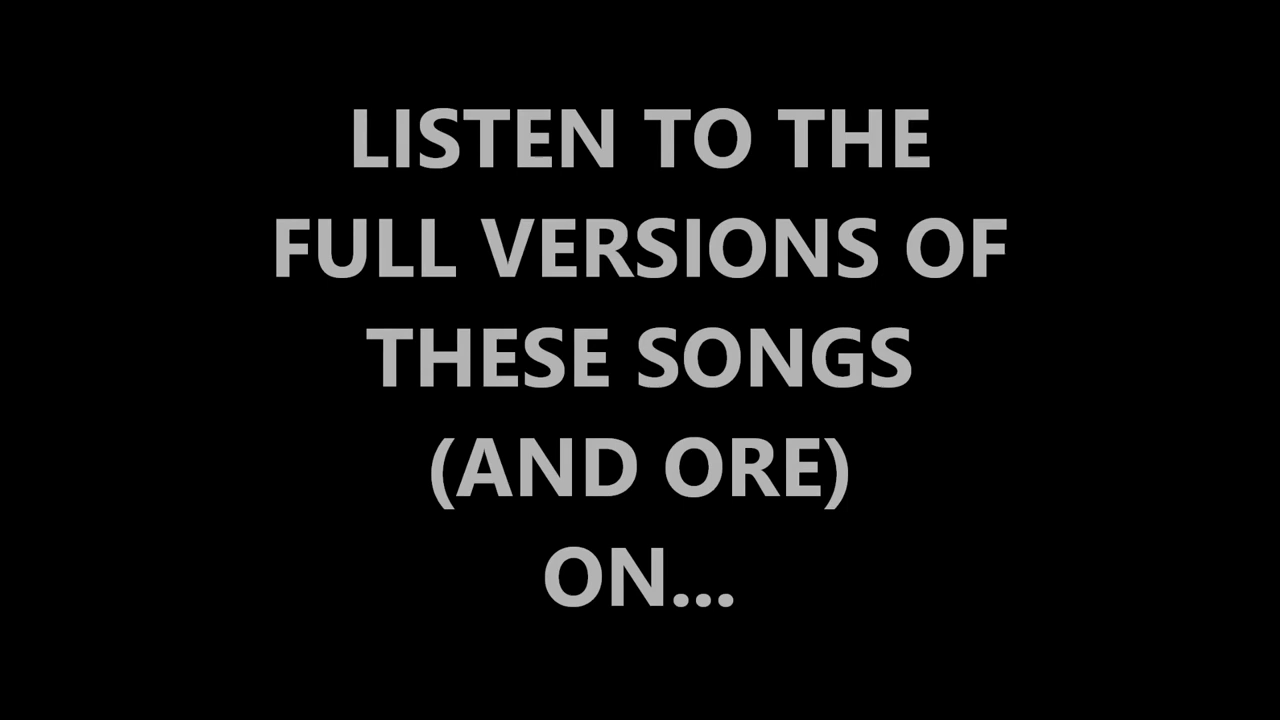 LISTEN TO THE
FULL VERSIONS OF
THESE SONGS
(AND ORE)
ON...